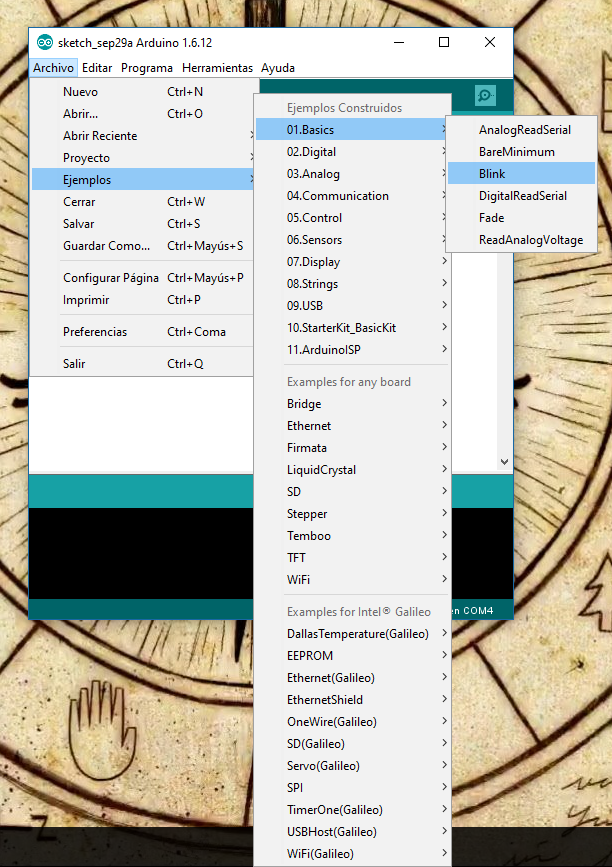 sketch_sep29a Arduino 1.6.12
Archivo Editar Programa Herramientas Ayuda
Nuevo Ctrl+N
Abrir... Ctrl+O
Abrir Reciente
Proyecto
Ejemplos
Cerrar Ctrl+W
Salvar Ctrl+S
Guardar Como... Ctrl+Mayús+S
Configurar Página Ctrl+Mayús+P
Imprimir Ctrl+P
Preferencias Ctrl+Coma
Salir Ctrl+Q
Ejemplos Construidos
01.Basics
02.Digital
03.Analog
04.Communication
05.Control
06.Sensors
07.Display
08.Strings
09.USB
10.StarterKit_BasicKit
11.ArduinoISP
Examples for any board
Bridge
Ethernet
Firmata
LiquidCrystal
SD
Stepper
Temboo
TFT
WiFi
Examples for Intel® Galileo
DallasTemperature(Galileo)
EEPROM
Ethernet(Galileo)
EthernetShield
OneWire(Galileo)
SD(Galileo)
Servo(Galileo)
SPI
TimerOne(Galileo)
USBHost(Galileo)
WiFi(Galileo)
AnalogReadSerial
BareMinimum
Blink
DigitalReadSerial
Fade
ReadAnalogVoltage
en COM4